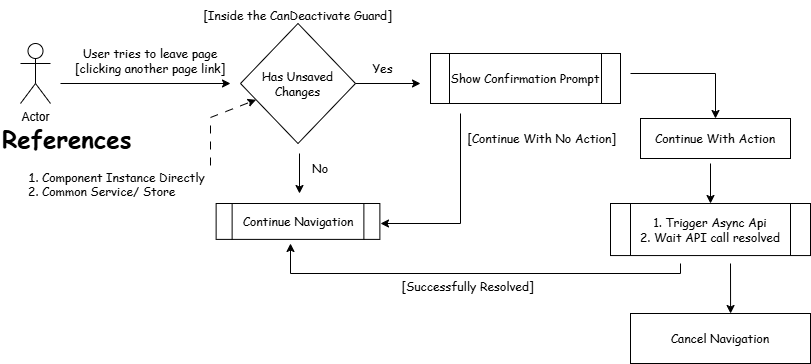 [Inside the CanDeactivate Guard]
User tries to leave page
[clicking another page link]
Has Unsaved
Changes
Yes
Show Confirmation Prompt
Actor
References
[Continue With No Action]
Continue With Action
No
1. Component Instance Directly
2. Common Service/ Store
Continue Navigation
1. Trigger Async Api
2. Wait API call resolved
[Successfully Resolved]
Cancel Navigation